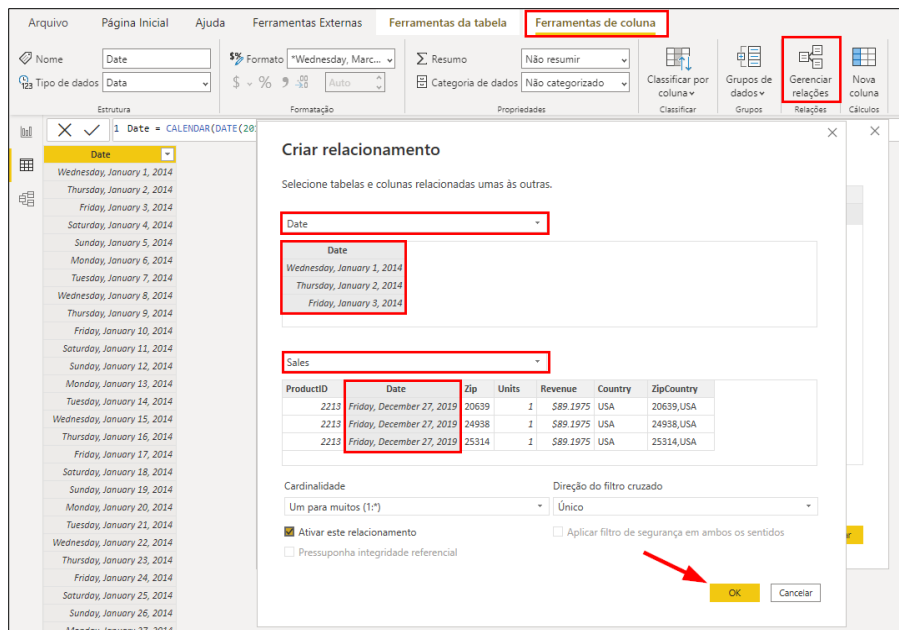 Arquivo Página Inicial Ajuda Ferramentas Externas Ferramentas da tabela Ferramentas de coluna
Nome Date $% Formato *Wednesday, Marc... Σ Resumo Não resumir
Tipo de dados Data $ % 9 .00 Auto Categoria de dados Não categorizado
Classificar por coluna
Grupos de dados
Gerenciar relações
Nova coluna
Estrutura Formatação Propriedades Classificar Grupos Relações Cálculos
1 Date = CALENDAR(DATE(20
Date
Wednesday, January 1, 2014
Thursday, January 2, 2014
Friday, January 3, 2014
Saturday, January 4, 2014
Sunday, January 5, 2014
Monday, January 6, 2014
Tuesday, January 7, 2014
Wednesday, January 8, 2014
Thursday, January 9, 2014
Friday, January 10, 2014
Saturday, January 11, 2014
Sunday, January 12, 2014
Monday, January 13, 2014
Tuesday, January 14, 2014
Wednesday, January 15, 2014
Thursday, January 16, 2014
Friday, January 17, 2014
Saturday, January 18, 2014
Sunday, January 19, 2014
Monday, January 20, 2014
Tuesday, January 21, 2014
Wednesday, January 22, 2014
Thursday, January 23, 2014
Friday, January 24, 2014
Saturday, January 25, 2014
Sunday, January 26, 2014
Monday, January 27, 2014
Criar relacionamento
Selecione tabelas e colunas relacionadas umas às outras.
Date
Date
Wednesday, January 1, 2014
Thursday, January 2, 2014
Friday, January 3, 2014
Sales
ProductID Date Zip Units Revenue Country ZipCountry
2213 Friday, December 27, 2019 20639 1 $89.1975 USA 20639,USA
2213 Friday, December 27, 2019 24938 1 $89.1975 USA 24938,USA
2213 Friday, December 27, 2019 25314 1 $89.1975 USA 25314,USA
Cardinalidade Direção do filtro cruzado
Um para muitos (1:*) Único
Ativar este relacionamento Aplicar filtro de segurança em ambos os sentidos
Pressuponha integridade referencial
OK Cancelar